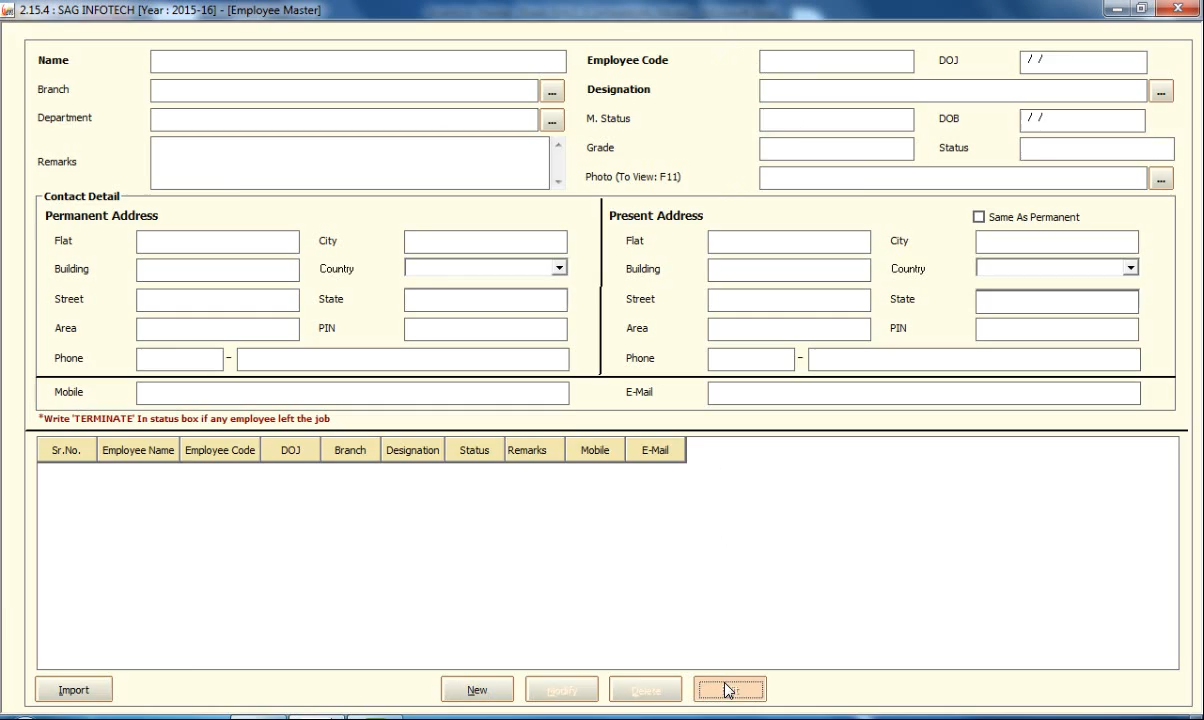 2.15.4 : SAG INFOTECH [Year : 2015-16] - [Employee Master]
Name Employee Code DOJ / /
Branch ... Designation ...
Department ... M. Status DOB / /
Remarks Grade Status
Photo (To View: F11) ...
Contact Detail
Permanent Address Present Address Same As Permanent
Flat City Flat City
Building Country Building Country
Street State Street State
Area PIN Area PIN
Phone - Phone -
Mobile E-Mail
*Write 'TERMINATE' In status box if any employee left the job
Sr.No. Employee Name Employee Code DOJ Branch Designation Status Remarks Mobile E-Mail
Import New Modify Delete